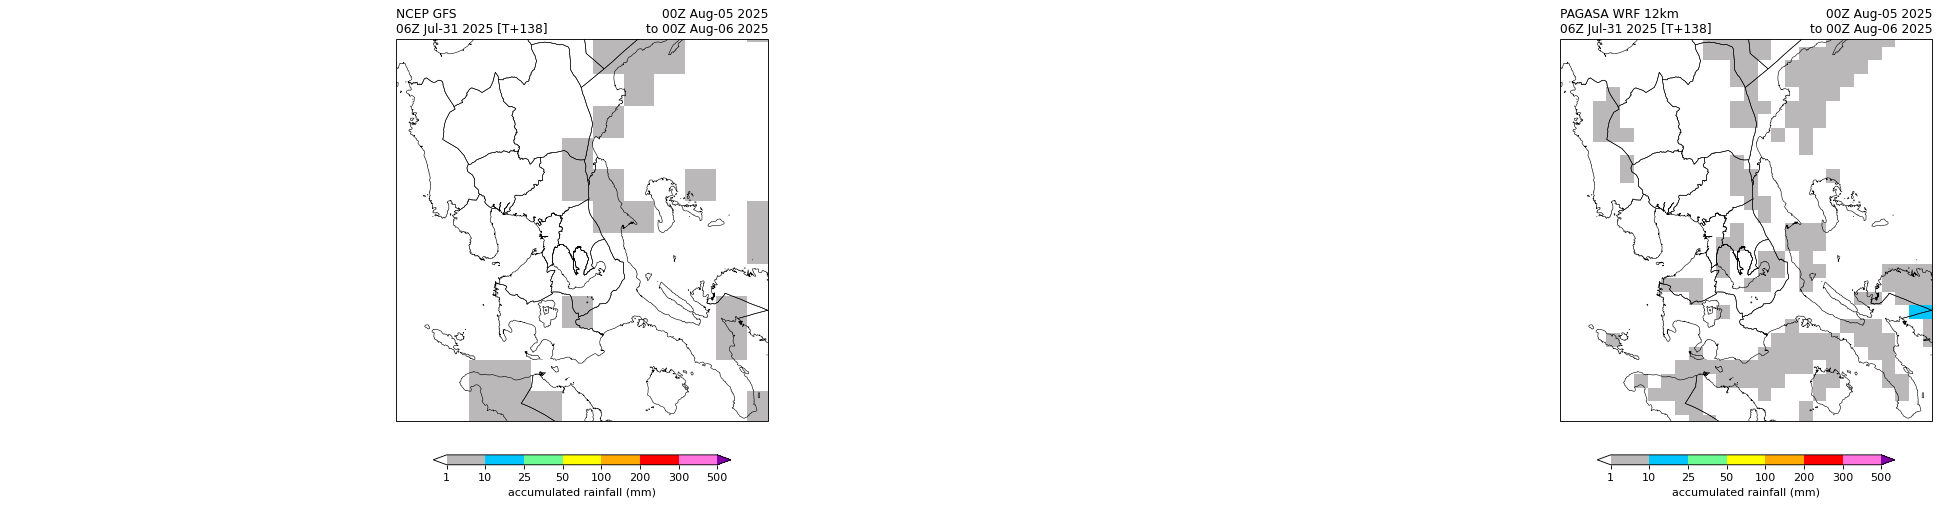 NCEP GFS 00Z Aug-05 2025
06Z Jul-31 2025 [T+138] to 00Z Aug-06 2025
1 10 25 50 100 200 300 500
accumulated rainfall (mm)
PAGASA WRF 12km 00Z Aug-05 2025
06Z Jul-31 2025 [T+138] to 00Z Aug-06 2025
1 10 25 50 100 200 300 500
accumulated rainfall (mm)